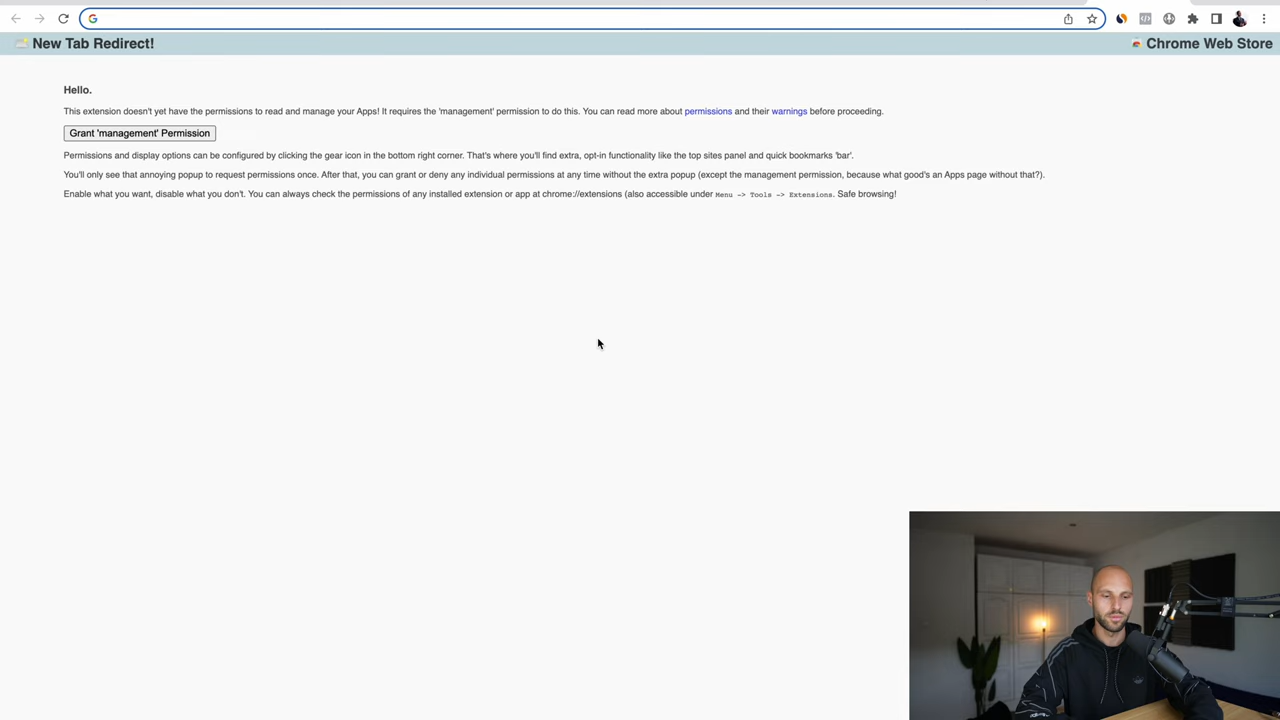 New Tab Redirect!
Chrome Web Store
Hello.
This extension doesn't yet have the permissions to read and manage your Apps! It requires the 'management' permission to do this. You can read more about permissions and their warnings before proceeding.
Grant 'management' Permission
Permissions and display options can be configured by clicking the gear icon in the bottom right corner. That's where you'll find extra, opt-in functionality like the top sites panel and quick bookmarks 'bar'.
You'll only see that annoying popup to request permissions once. After that, you can grant or deny any individual permissions at any time without the extra popup (except the management permission, because what good's an Apps page without that?).
Enable what you want, disable what you don't. You can always check the permissions of any installed extension or app at chrome://extensions (also accessible under Menu -> Tools -> Extensions. Safe browsing!